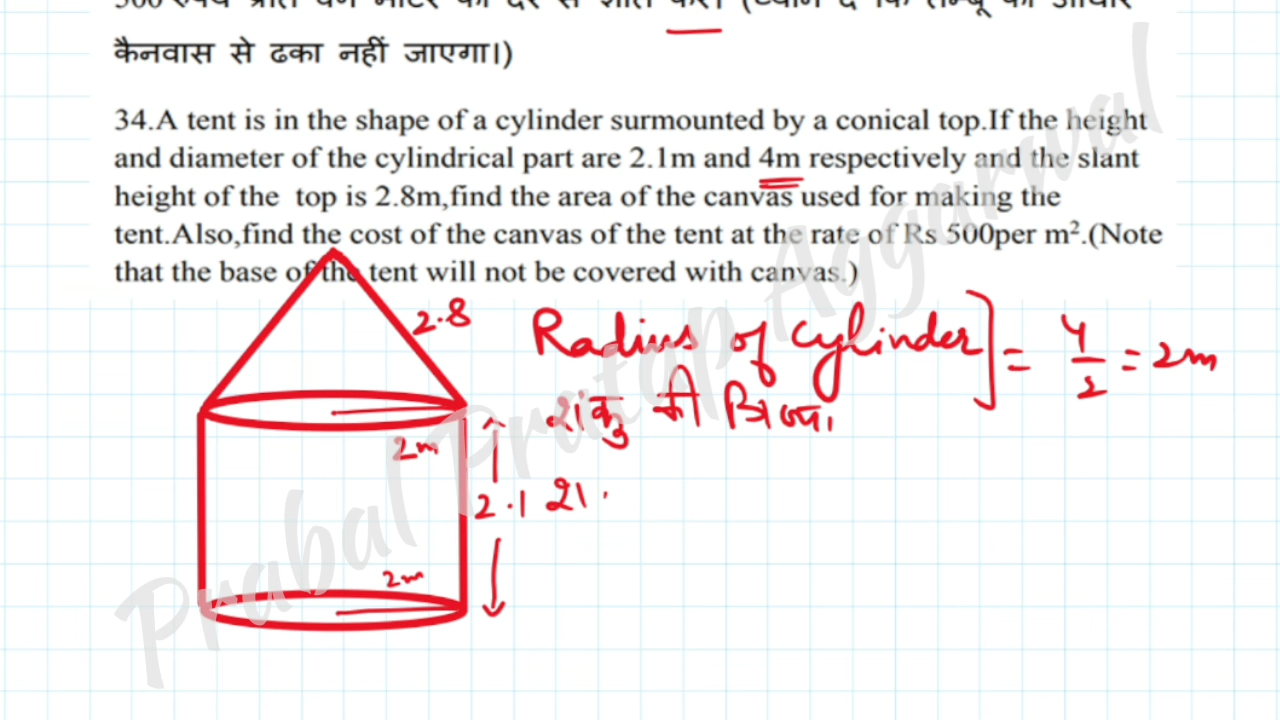 कैनवास से ढका नहीं जाएगा।)
34.A tent is in the shape of a cylinder surmounted by a conical top.If the height
and diameter of the cylindrical part are 2.1m and 4m respectively and the slant
height of the top is 2.8m,find the area of the canvas used for making the
tent.Also,find the cost of the canvas of the tent at the rate of Rs 500per m².(Note
that the base of the tent will not be covered with canvas.)
2.8
Radius of Cylinder] = 4/2 = 2m
शंकु की त्रिज्या
2m
2.1 श.
2m
Prabal Pratap Aggarwal